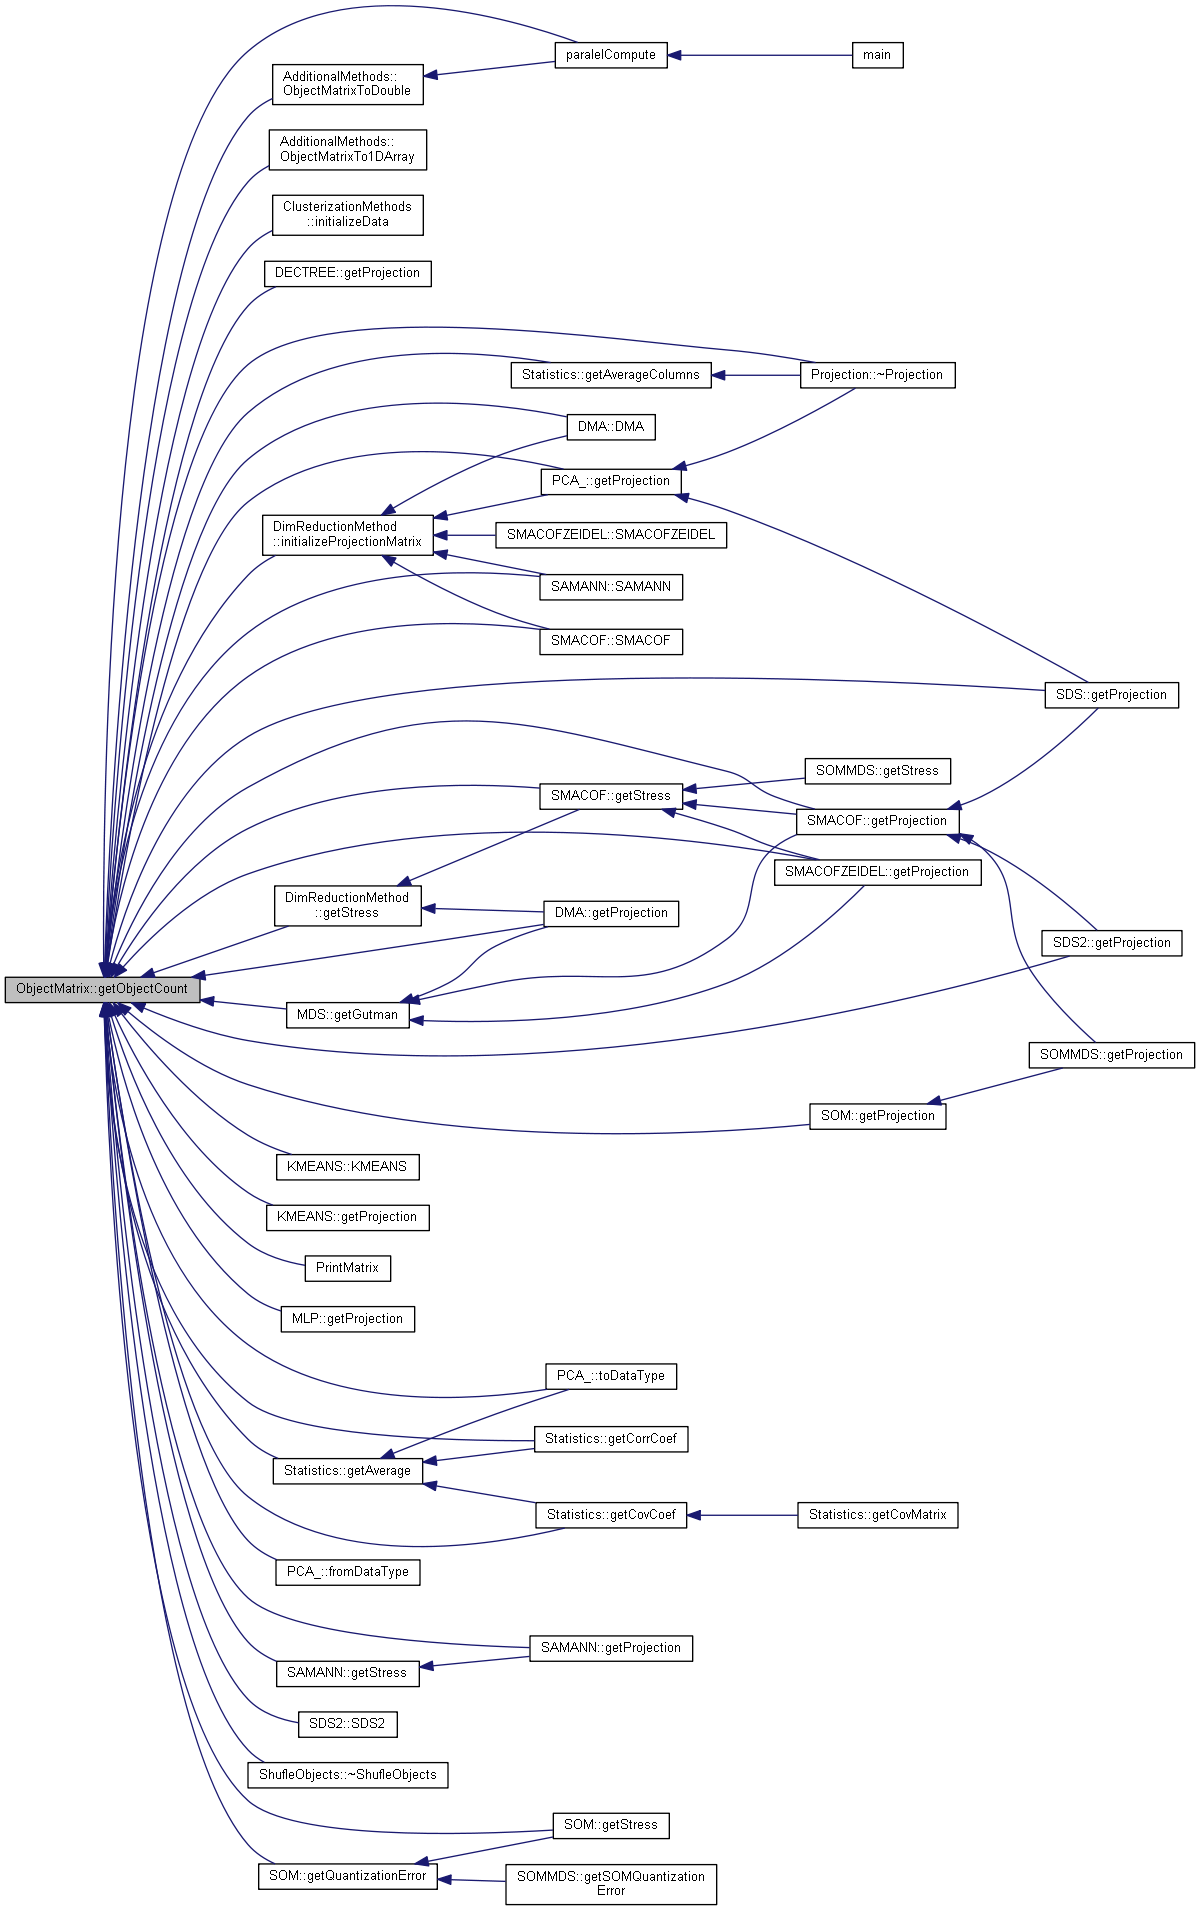 paralelCompute
main
AdditionalMethods::
ObjectMatrixToDouble
AdditionalMethods::
ObjectMatrixTo1DArray
ClusterizationMethods
::initializeData
DECTREE::getProjection
Statistics::getAverageColumns
Projection::~Projection
DMA::DMA
PCA_::getProjection
DimReductionMethod
::initializeProjectionMatrix
SMACOFZEIDEL::SMACOFZEIDEL
SAMANN::SAMANN
SMACOF::SMACOF
SDS::getProjection
SOMMDS::getStress
SMACOF::getStress
SMACOF::getProjection
SMACOFZEIDEL::getProjection
DimReductionMethod
::getStress
DMA::getProjection
SDS2::getProjection
ObjectMatrix::getObjectCount
MDS::getGutman
SOMMDS::getProjection
SOM::getProjection
KMEANS::KMEANS
KMEANS::getProjection
PrintMatrix
MLP::getProjection
PCA_::toDataType
Statistics::getCorrCoef
Statistics::getAverage
Statistics::getCovCoef
Statistics::getCovMatrix
PCA_::fromDataType
SAMANN::getProjection
SAMANN::getStress
SDS2::SDS2
ShufleObjects::~ShufleObjects
SOM::getStress
SOM::getQuantizationError
SOMMDS::getSOMQuantization
Error